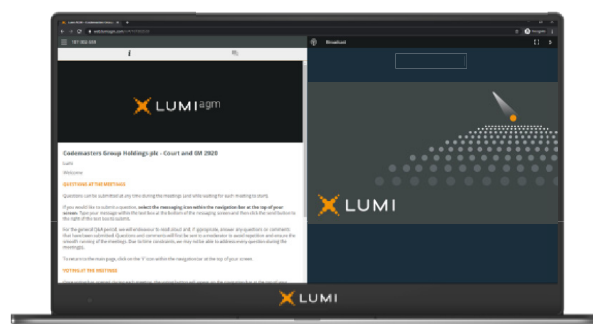 Broadcast
i
LUMI agm
Codemasters Group Holdings plc - Court and GM 2020
Welcome
QUESTIONS AT THE MEETINGS
Questions can be submitted at any time during the meetings (and while waiting for each meeting to start).
If you would like to submit a question, select the messaging icon within the navigation bar at the top of your
screen. Type your message within the text box at the bottom of the messaging screen and then click the send button to
the right of the text box to submit.
For the general Q&A period, we will endeavour to read aloud and, if appropriate, answer any questions or comments
that have been submitted. Questions and comments will first be sent to a moderator to avoid repetition and ensure the
smooth running of the meetings. Due to time constraints, we may not be able to address every question during the
meeting(s).
To return to the main page, click on the 'i' icon within the navigation bar at the top of your screen.
VOTING AT THE MEETINGS
LUMI
LUMI